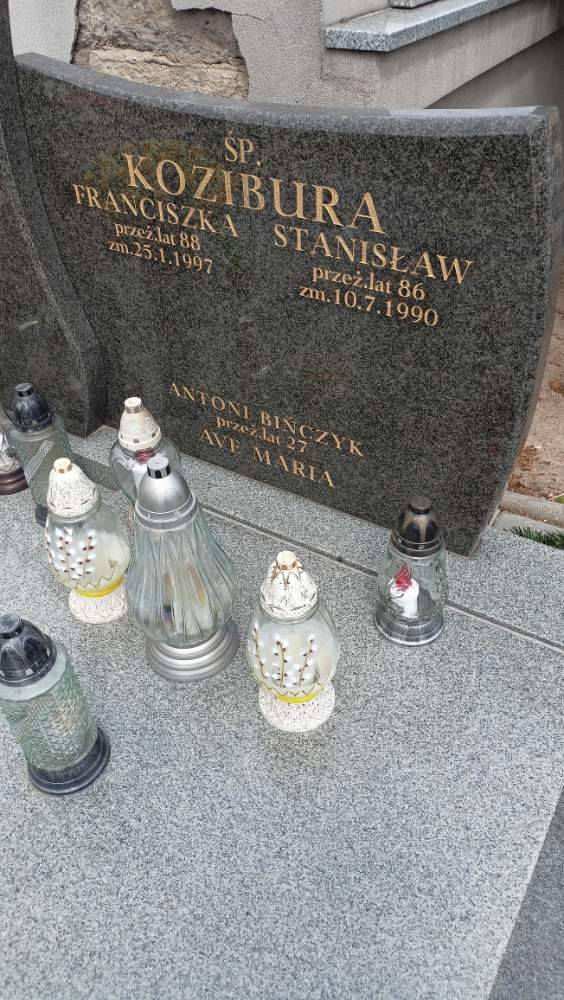 ŚP.
KOZIBURA
FRANCISZKA
przeż.lat 88
zm.25.1.1997
STANISŁAW
przeż.lat 86
zm.10.7.1990
ANTONI BIŃCZYK
przeż.lat 27
AVE MARIA